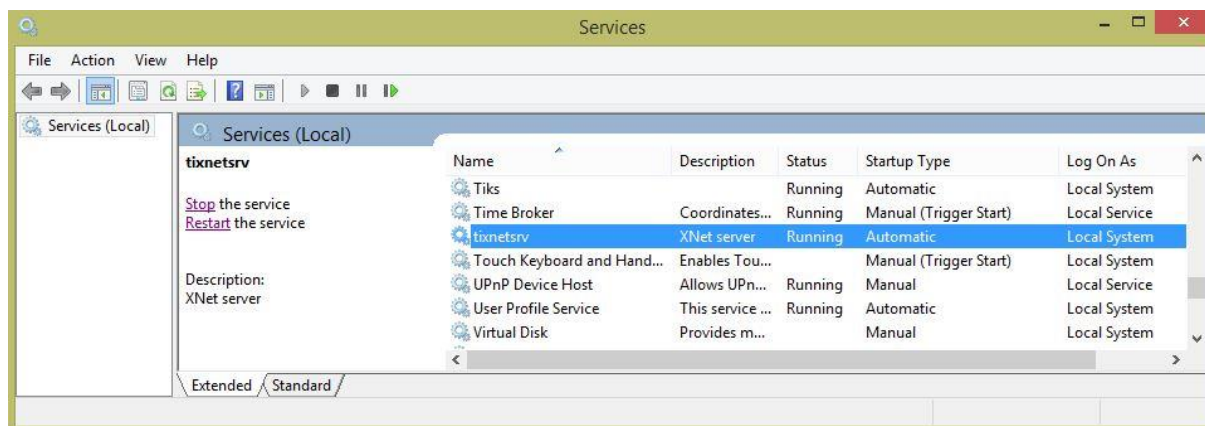 Services
File Action View Help
Services (Local)
Services (Local)
tixnetsrv
Stop the service
Restart the service
Description:
XNet server
Name Description Status Startup Type Log On As
Tiks Running Automatic Local System
Time Broker Coordinates... Running Manual (Trigger Start) Local Service
tixnetsrv XNet server Running Automatic Local System
Touch Keyboard and Hand... Enables Tou... Manual (Trigger Start) Local System
UPnP Device Host Allows UPn... Running Manual Local Service
User Profile Service This service ... Running Automatic Local System
Virtual Disk Provides m... Manual Local System
Extended Standard